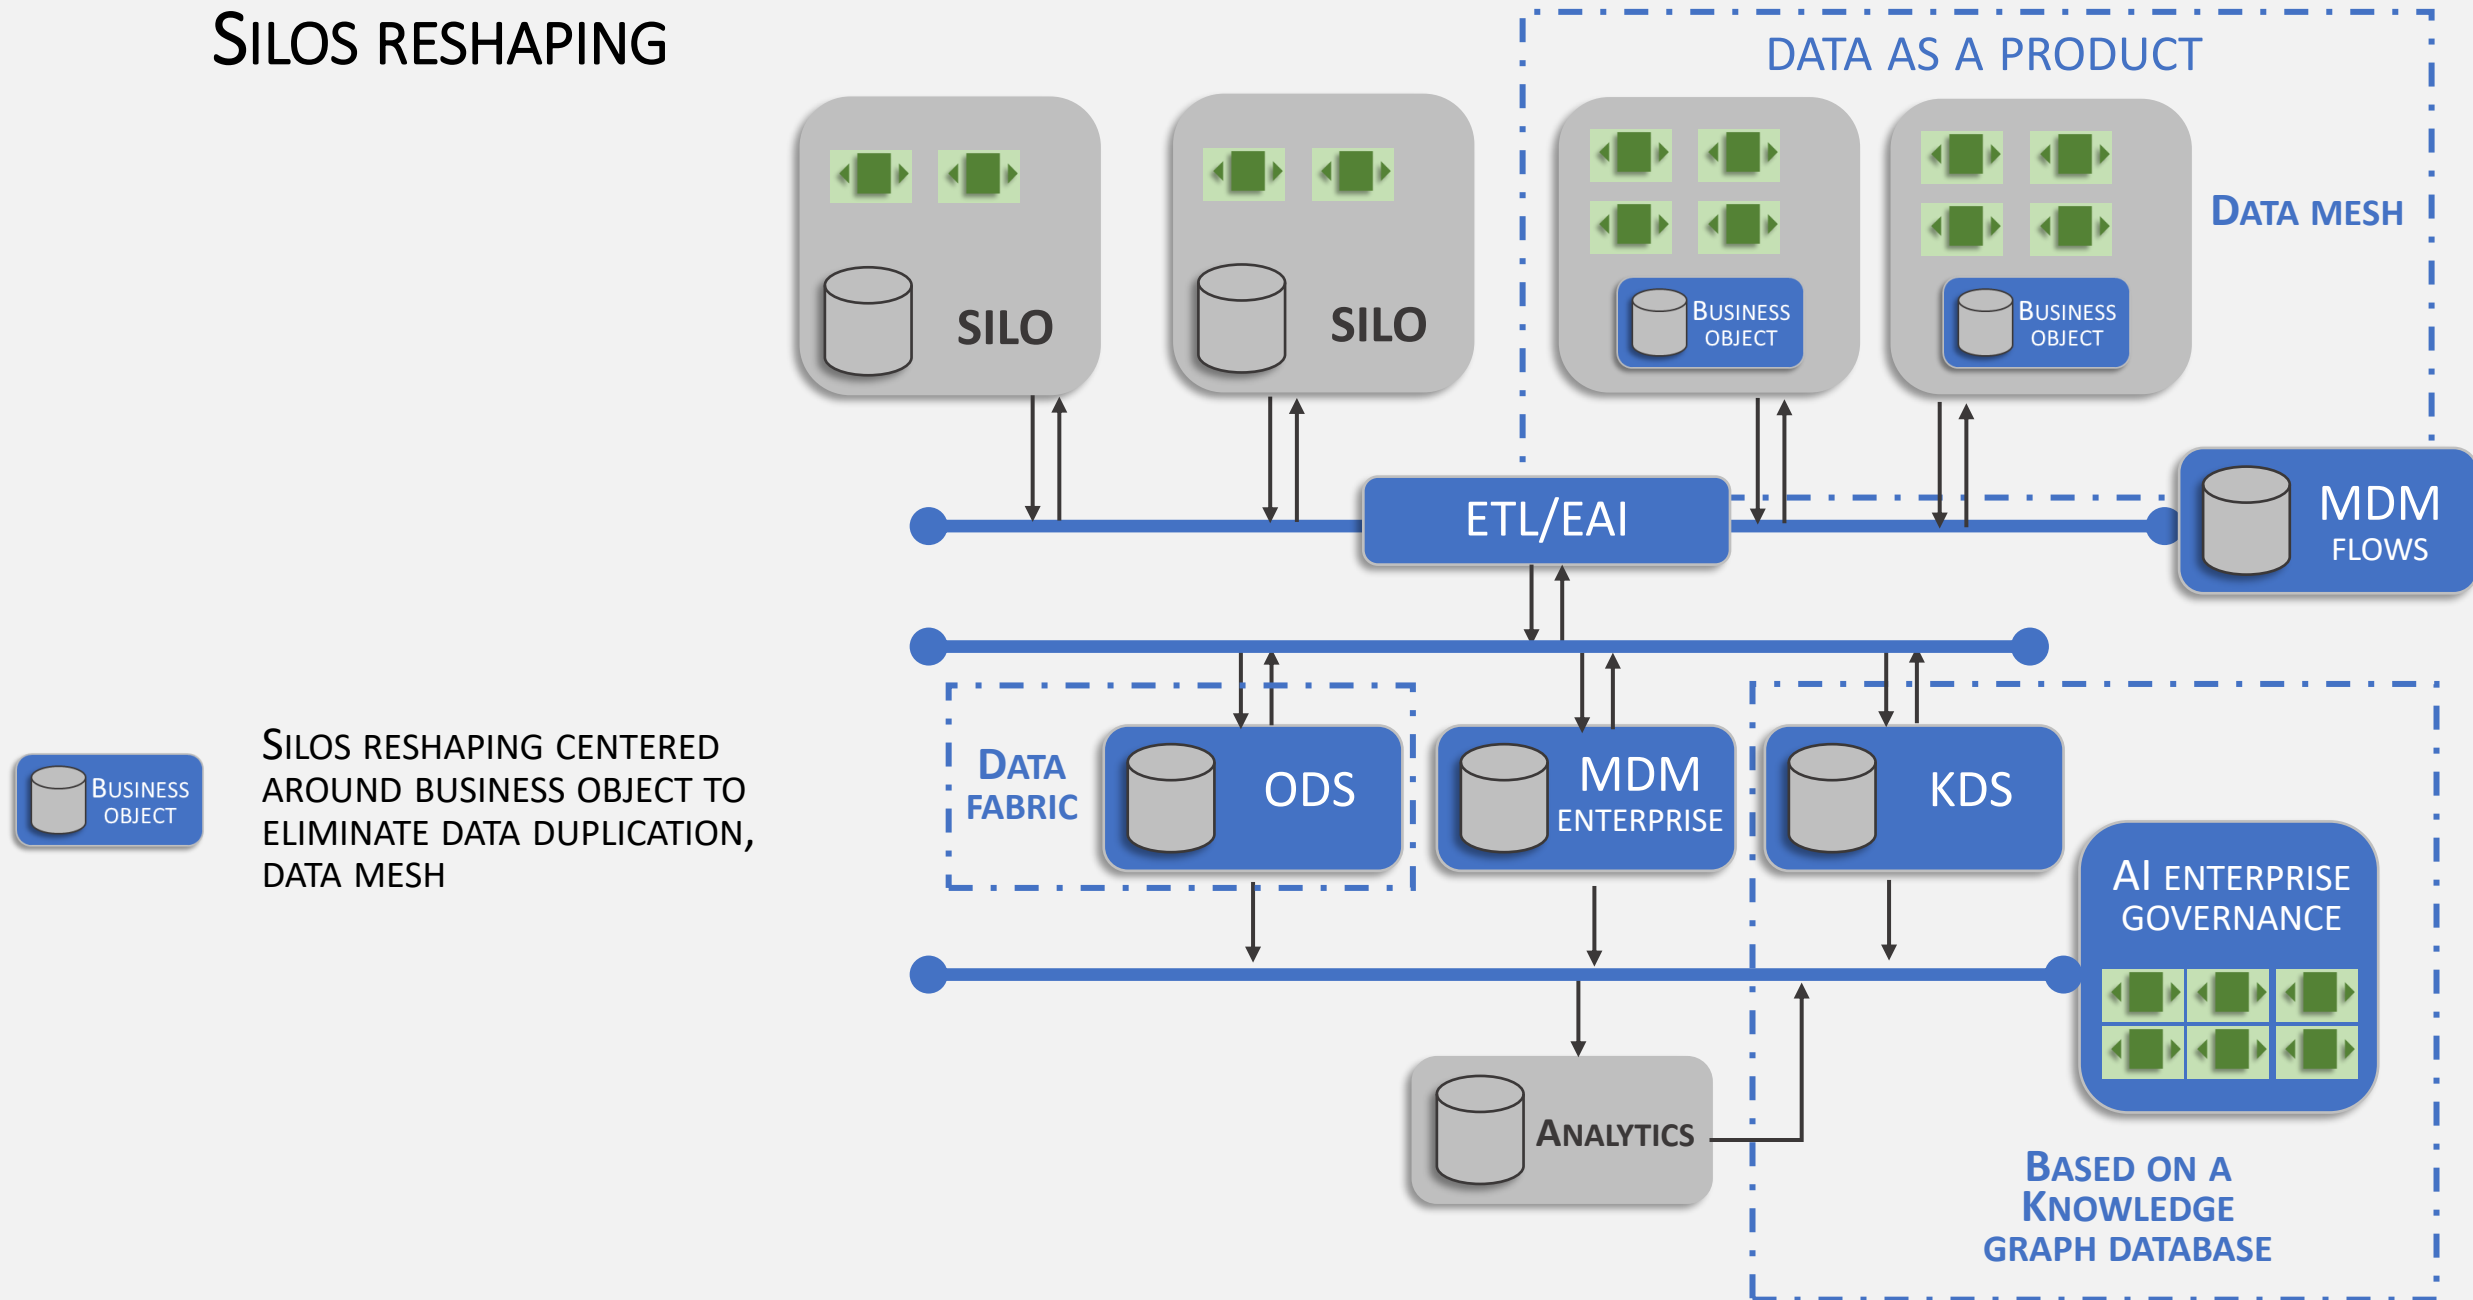 SILOS RESHAPING
DATA AS A PRODUCT
DATA MESH
SILO
SILO
BUSINESS
OBJECT
BUSINESS
OBJECT
ETL/EAI
MDM
FLOWS
DATA
FABRIC
ODS
MDM
ENTERPRISE
KDS
BUSINESS
OBJECT
SILOS RESHAPING CENTERED
AROUND BUSINESS OBJECT TO
ELIMINATE DATA DUPLICATION,
DATA MESH
AI ENTERPRISE
GOVERNANCE
ANALYTICS
BASED ON A
KNOWLEDGE
GRAPH DATABASE